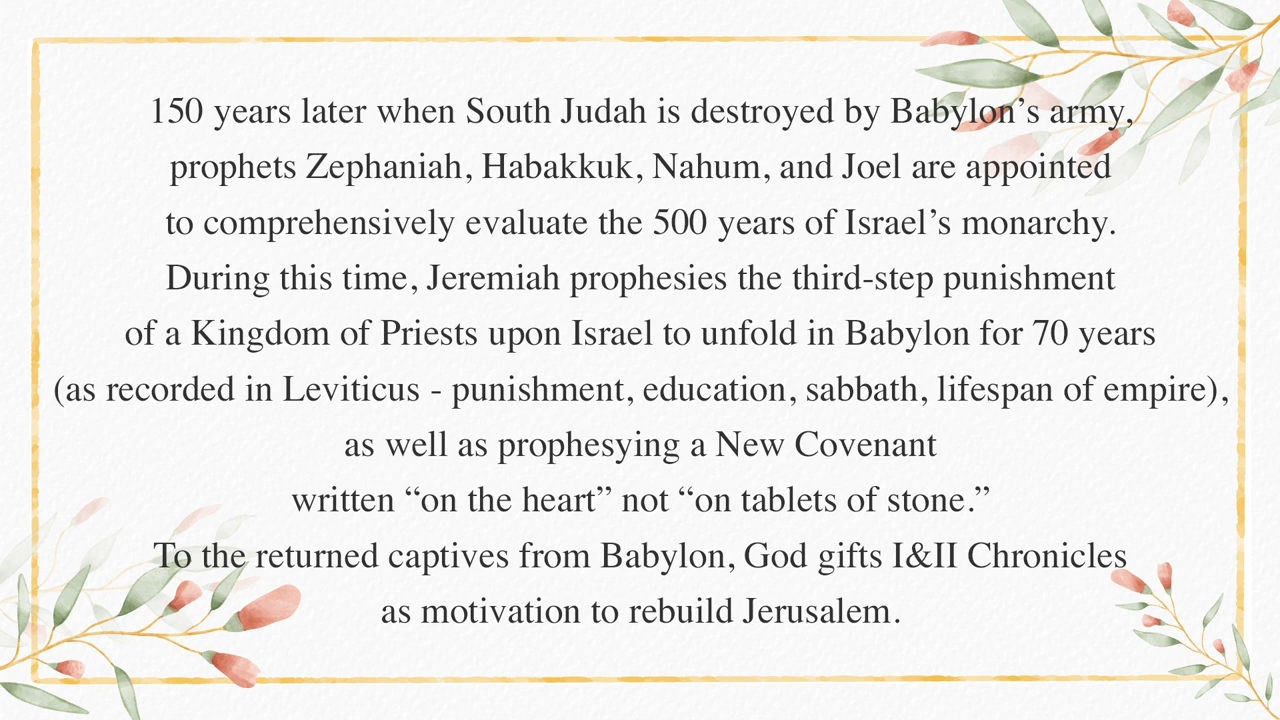 150 years later when South Judah is destroyed by Babylon’s army,
prophets Zephaniah, Habakkuk, Nahum, and Joel are appointed
to comprehensively evaluate the 500 years of Israel’s monarchy.
During this time, Jeremiah prophesies the third-step punishment
of a Kingdom of Priests upon Israel to unfold in Babylon for 70 years
(as recorded in Leviticus - punishment, education, sabbath, lifespan of empire),
as well as prophesying a New Covenant
written “on the heart” not “on tablets of stone.”
To the returned captives from Babylon, God gifts I&II Chronicles
as motivation to rebuild Jerusalem.